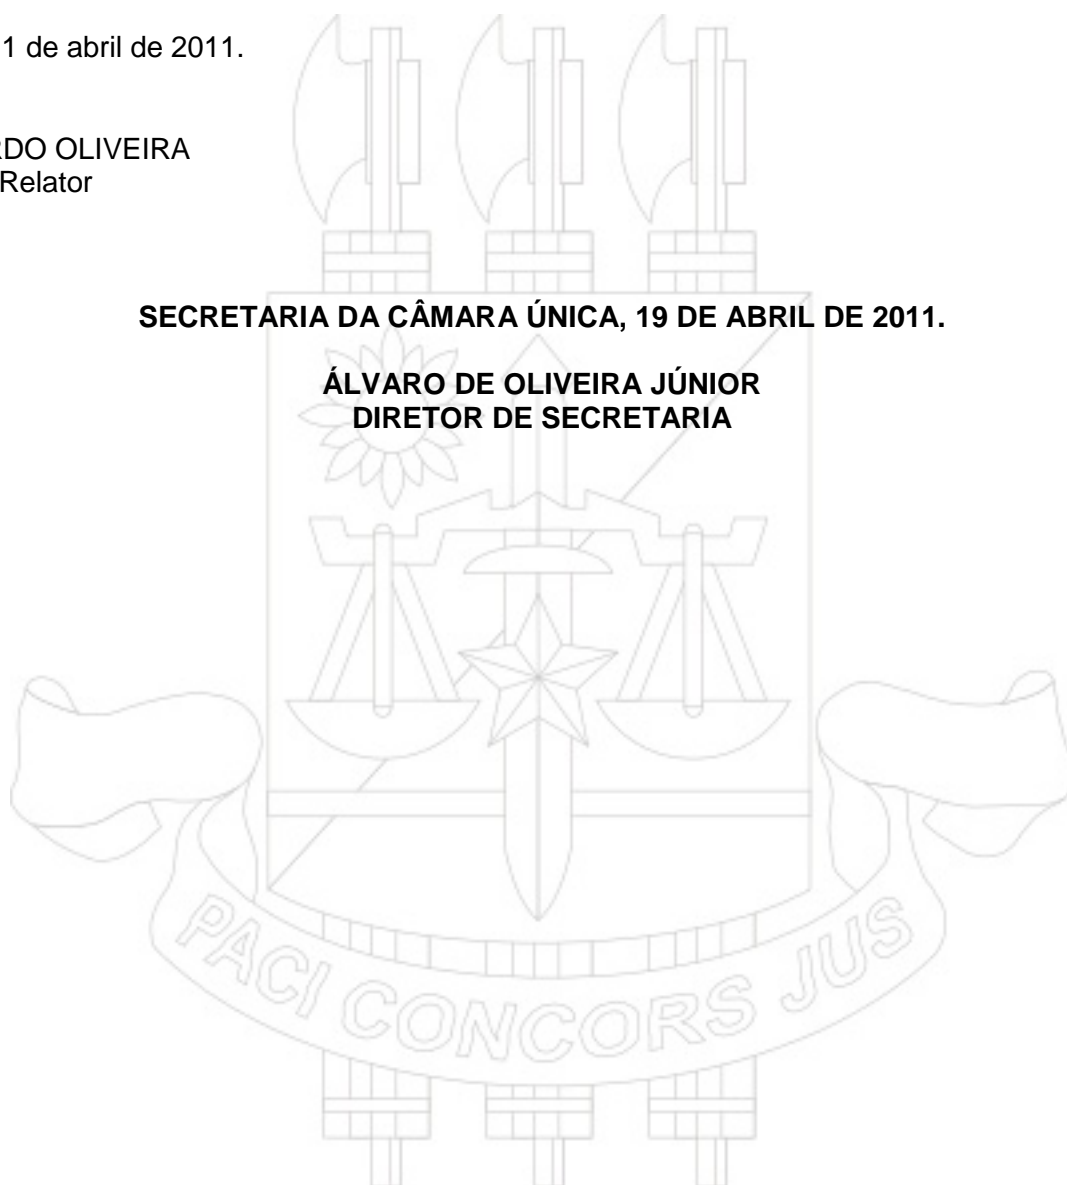 1 de abril de 2011.
RDO OLIVEIRA
Relator
SECRETARIA DA CÂMARA ÚNICA, 19 DE ABRIL DE 2011.
ÁLVARO DE OLIVEIRA JÚNIOR
DIRETOR DE SECRETARIA
PACI CONCORS JUS